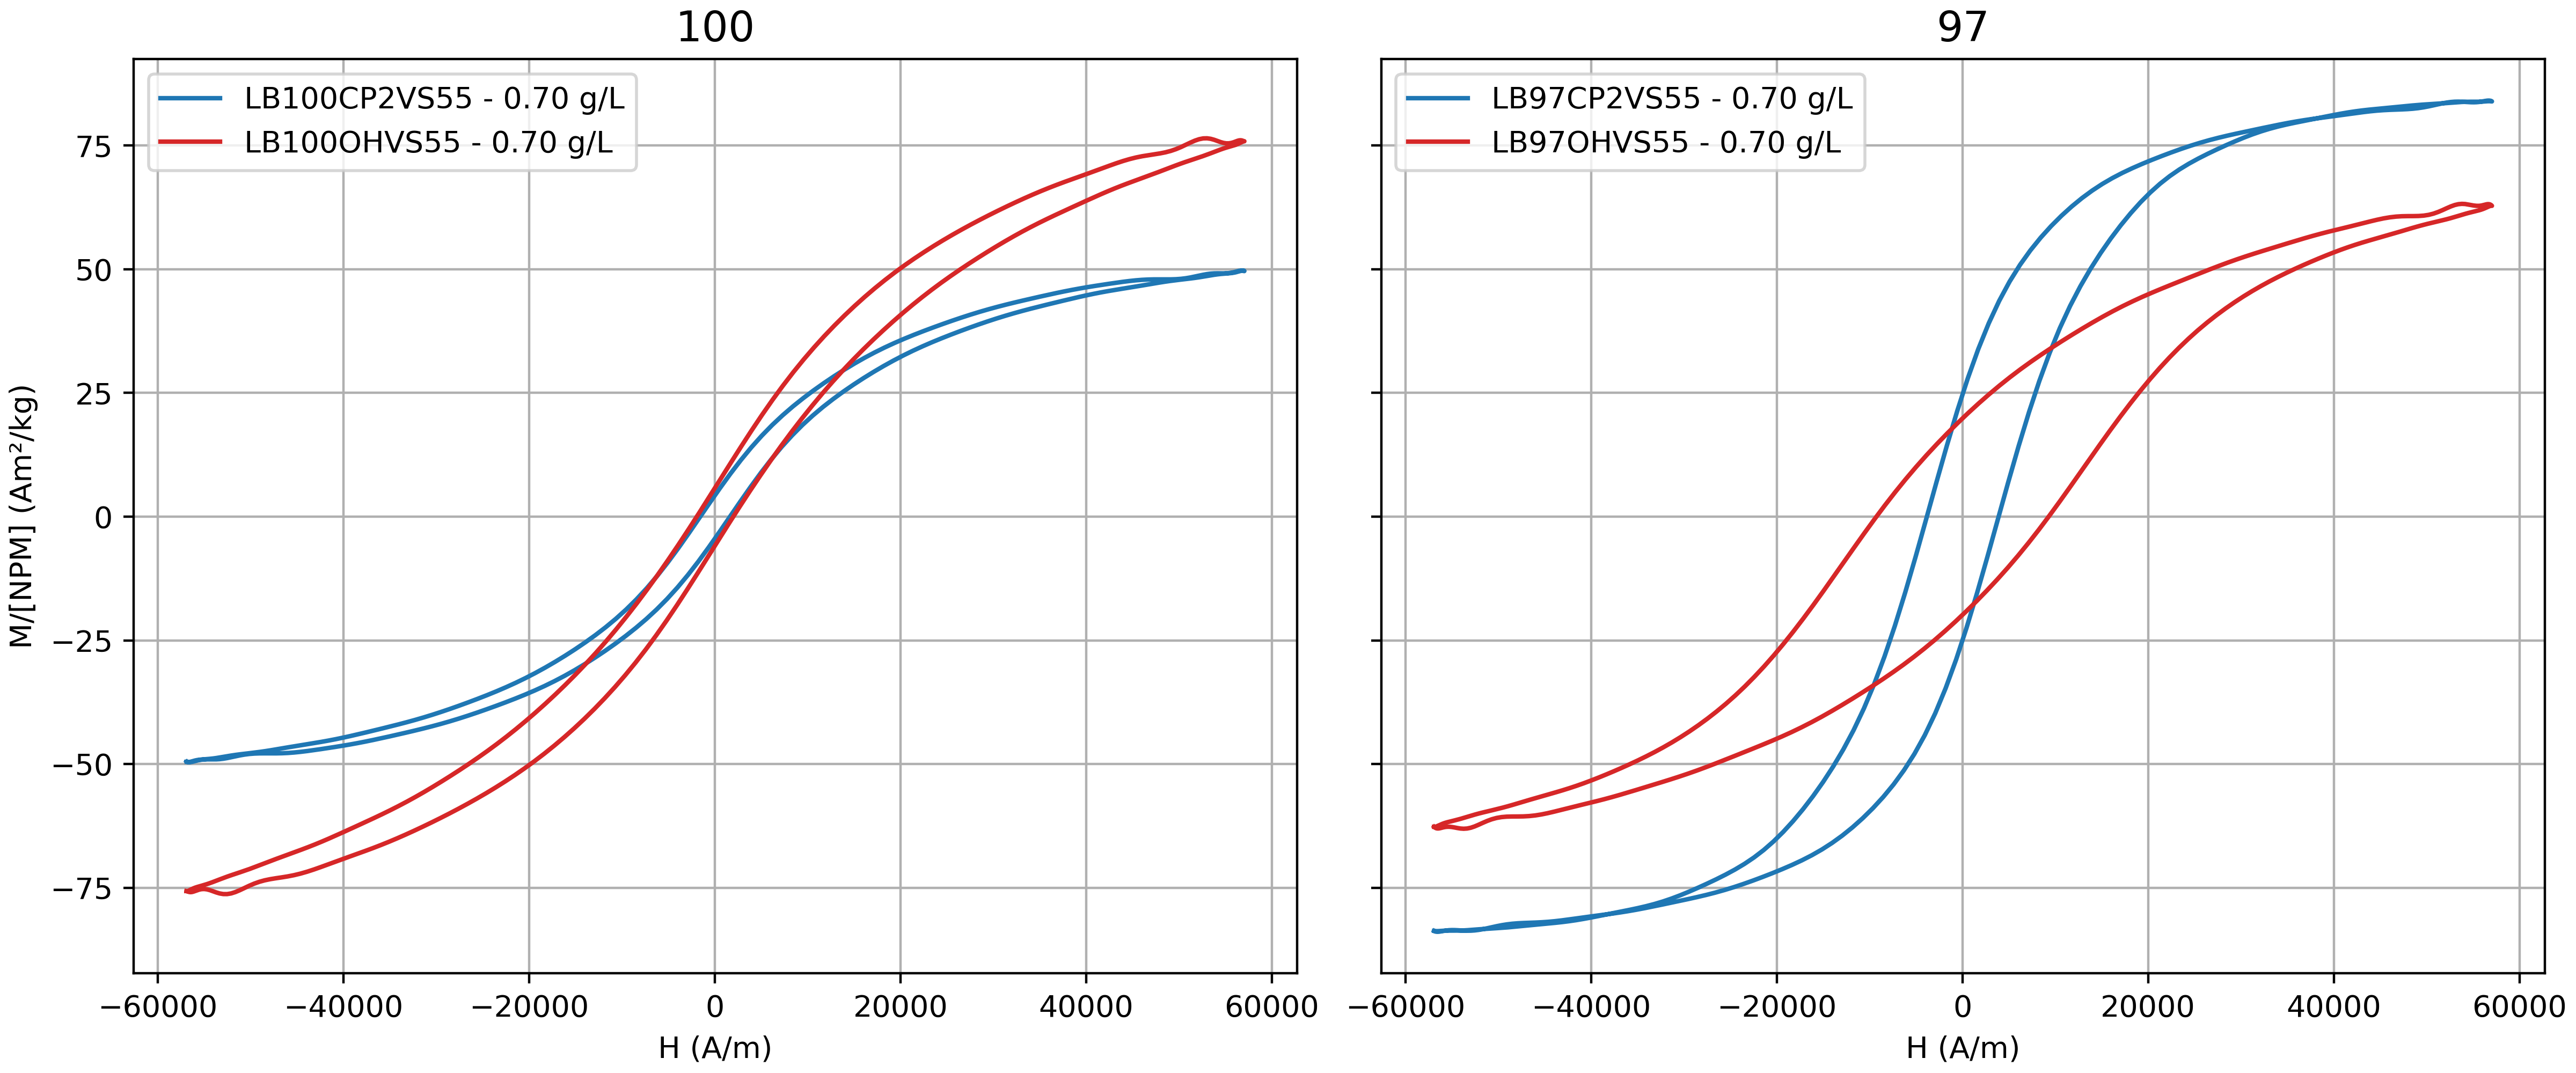 100
LB100CP2VS55 - 0.70 g/L
LB100OHVS55 - 0.70 g/L
75
50
25
0
−25
−50
−75
M/[NPM] (Am²/kg)
−60000 −40000 −20000 0 20000 40000 60000
H (A/m)
97
LB97CP2VS55 - 0.70 g/L
LB97OHVS55 - 0.70 g/L
−60000 −40000 −20000 0 20000 40000 60000
H (A/m)